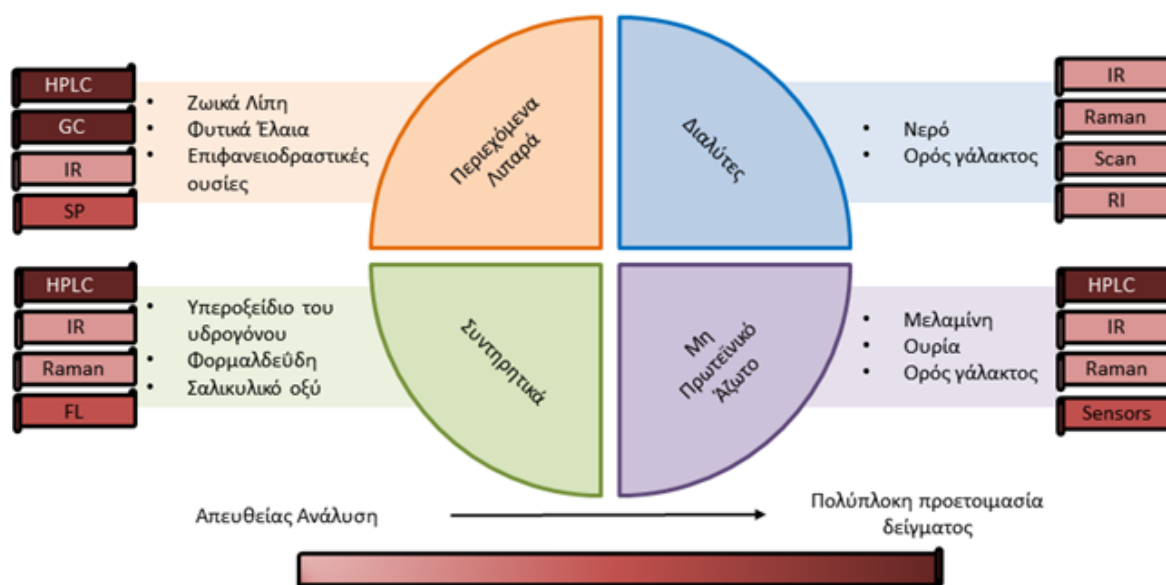 HPLC
GC
IR
SP
• Ζωικά Λίπη
• Φυτικά Έλαια
• Επιφανειοδραστικές
ουσίες
Περιεχόμενα
Λιπαρά
Διαλύτες
• Νερό
• Ορός γάλακτος
IR
Raman
Scan
RI
HPLC
IR
Raman
FL
• Υπεροξείδιο του
υδρογόνου
• Φορμαλδεΰδη
• Σαλικυλικό οξύ
Συντηρητικά
Μη
Πρωτεϊνικό
Άζωτο
• Μελαμίνη
• Ουρία
• Ορός γάλακτος
HPLC
IR
Raman
Sensors
Απευθείας Ανάλυση
Πολύπλοκη προετοιμασία
δείγματος